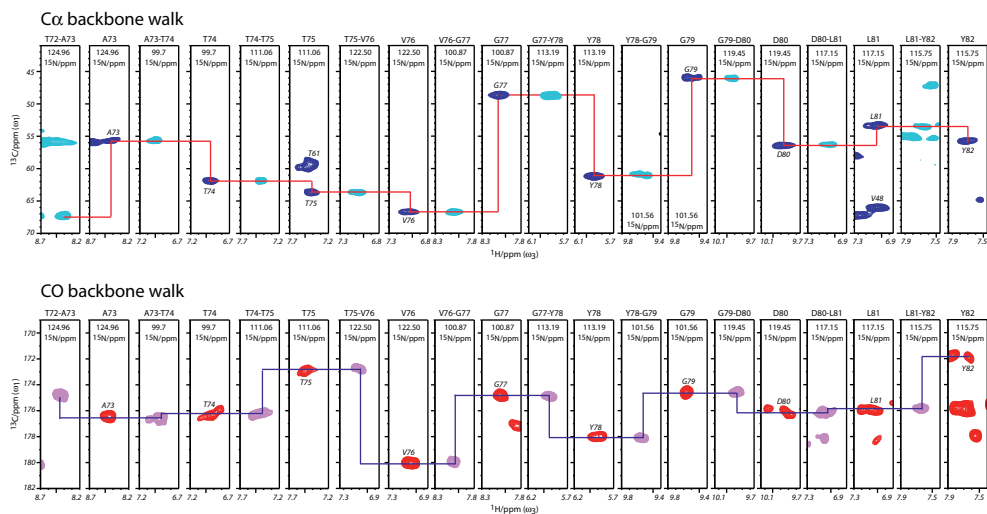 Cα backbone walk
T72-A73 A73 A73-T74 T74 T74-T75 T75 T75-V76 V76 V76-G77 G77 G77-Y78 Y78 Y78-G79 G79 G79-D80 D80 D80-L81 L81 L81-Y82 Y82
124.96 124.96 99.7 99.7 111.06 111.06 122.50 122.50 100.87 100.87 113.19 113.19 119.45 119.45 117.15 117.15 115.75 115.75
15N/ppm 15N/ppm 15N/ppm 15N/ppm 15N/ppm 15N/ppm 15N/ppm 15N/ppm 15N/ppm 15N/ppm 15N/ppm 15N/ppm 15N/ppm 15N/ppm 15N/ppm 15N/ppm 15N/ppm 15N/ppm
45
50
55
60
65
70
13C/ppm (ω1)
A73
T74
T61
T75
V76
G77
Y78
G79
D80
L81
V48
Y82
101.56 101.56
15N/ppm 15N/ppm
8.7 8.2 8.7 8.2 7.2 6.7 7.2 6.7 7.7 7.2 7.7 7.2 7.3 6.8 7.3 6.8 8.3 7.8 8.3 7.8 6.1 5.7 6.1 5.7 9.8 9.4 9.8 9.4 10.1 9.7 10.1 9.7 7.3 6.9 7.3 6.9 7.9 7.5 7.9 7.5
1H/ppm (ω3)
CO backbone walk
T72-A73 A73 A73-T74 T74 T74-T75 T75 T75-V76 V76 V76-G77 G77 G77-Y78 Y78 Y78-G79 G79 G79-D80 D80 D80-L81 L81 L81-Y82 Y82
124.96 124.96 99.7 99.7 111.06 111.06 122.50 122.50 100.87 100.87 113.19 113.19 101.56 101.56 119.45 119.45 117.15 117.15 115.75 115.75
15N/ppm 15N/ppm 15N/ppm 15N/ppm 15N/ppm 15N/ppm 15N/ppm 15N/ppm 15N/ppm 15N/ppm 15N/ppm 15N/ppm 15N/ppm 15N/ppm 15N/ppm 15N/ppm 15N/ppm 15N/ppm 15N/ppm 15N/ppm
170
172
174
176
178
180
182
13C/ppm (ω1)
A73
T74
T75
V76
G77
Y78
G79
D80
L81
Y82
8.7 8.2 8.7 8.2 7.2 6.7 7.2 6.7 7.7 7.2 7.7 7.2 7.3 6.9 7.3 6.9 8.3 7.8 8.3 7.8 6.2 5.7 6.2 5.7 9.8 9.4 9.8 9.4 10.1 9.7 10.1 9.7 7.3 6.9 7.3 6.9 7.9 7.5 7.9 7.5
1H/ppm (ω3)